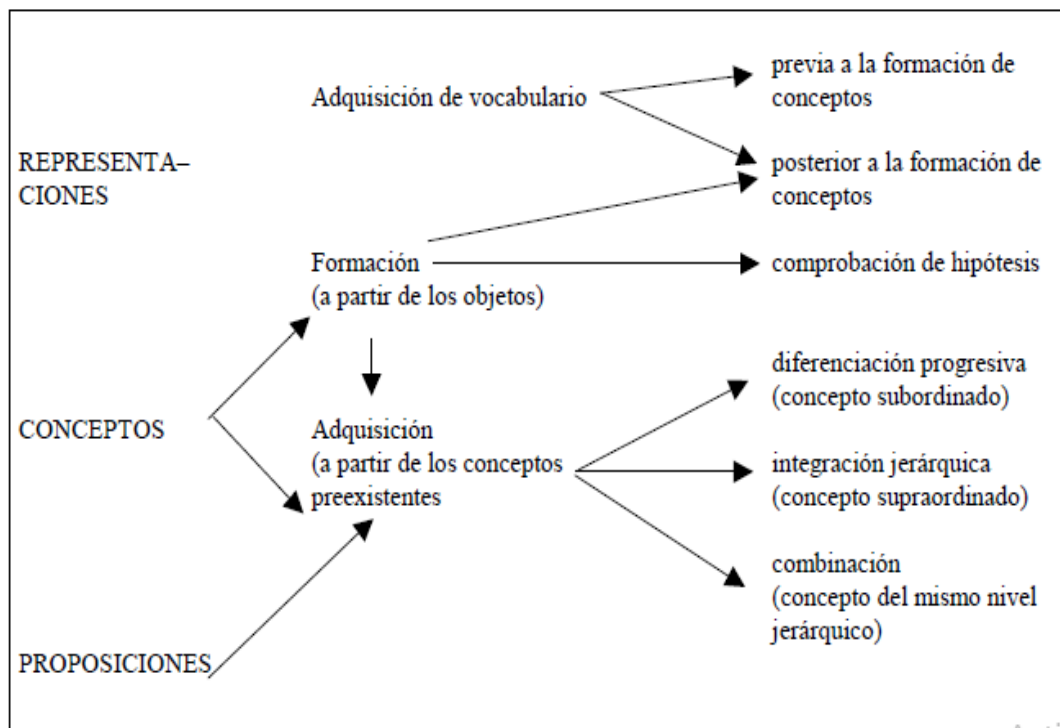 previa a la formación de
conceptos
Adquisición de vocabulario
REPRESENTA–
CIONES
posterior a la formación de
conceptos
Formación
(a partir de los objetos)
comprobación de hipótesis
diferenciación progresiva
(concepto subordinado)
CONCEPTOS
Adquisición
(a partir de los conceptos
preexistentes
integración jerárquica
(concepto supraordinado)
combinación
(concepto del mismo nivel
jerárquico)
PROPOSICIONES